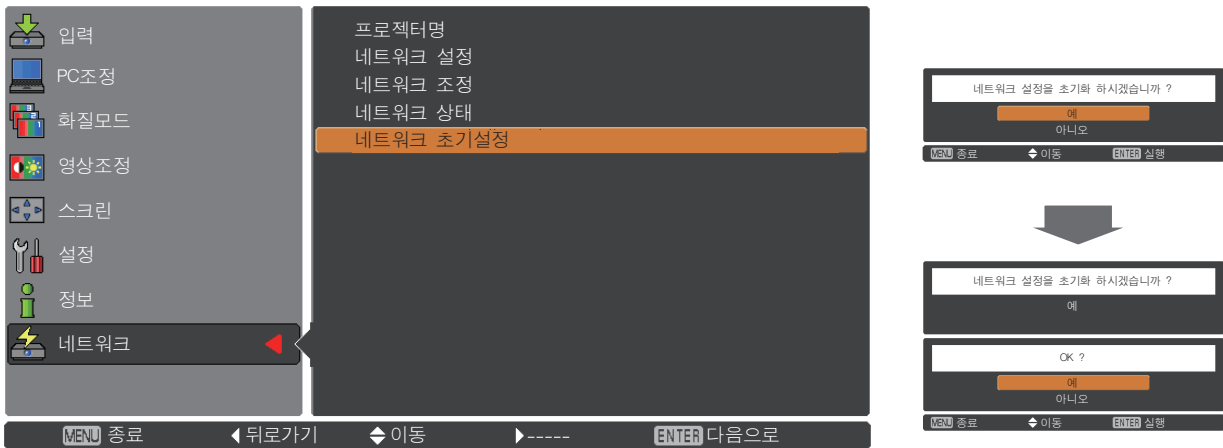 입력
PC조정
화질모드
영상조정
스크린
설정
정보
네트워크
프로젝터명
네트워크 설정
네트워크 조정
네트워크 상태
네트워크 초기설정
MENU 종료 뒤로가기 이동 ----- ENTER 다음으로
네트워크 설정을 초기화 하시겠습니까 ?
예
아니오
MENU 종료 이동 ENTER 실행
네트워크 설정을 초기화 하시겠습니까 ?
예
OK ?
예
아니오
MENU 종료 이동 ENTER 실행